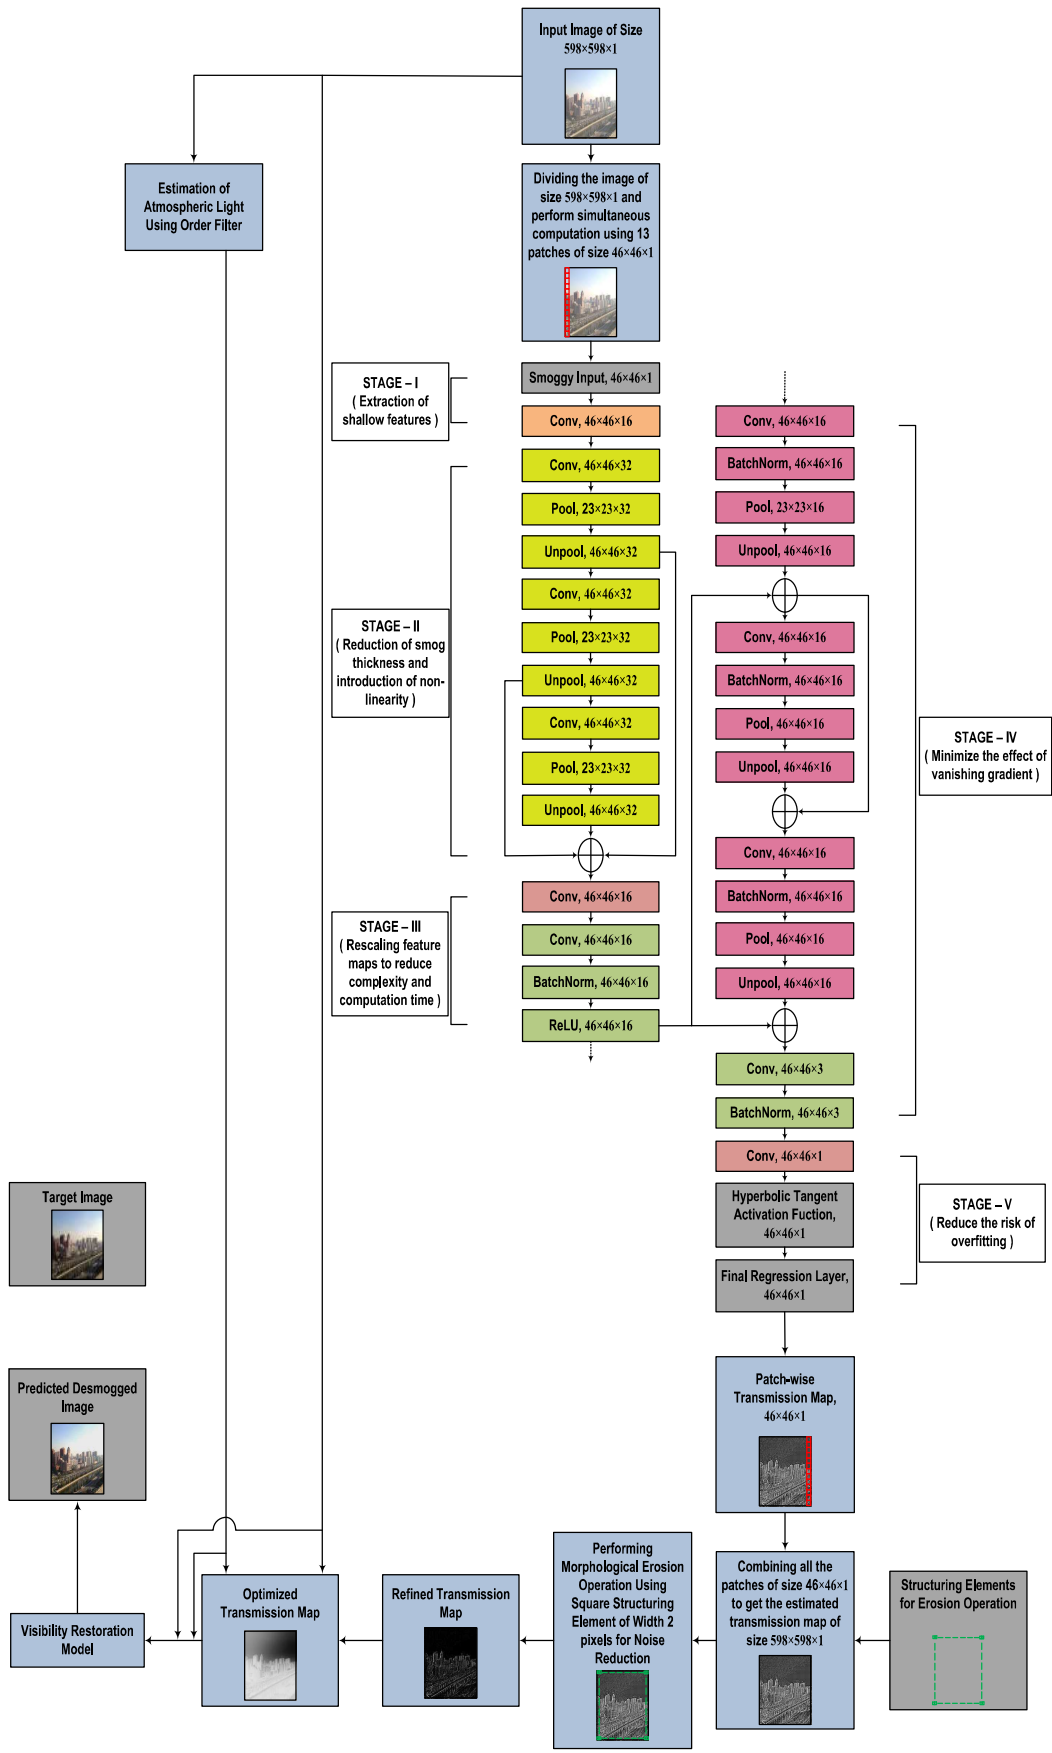 Input Image of Size
598×598×1
Estimation of
Atmospheric Light
Using Order Filter
Dividing the image of
size 598×598×1 and
perform simultaneous
computation using 13
patches of size 46×46×1
STAGE – I
( Extraction of
shallow features )
Smoggy Input, 46×46×1
Conv, 46×46×16
Conv, 46×46×32
Pool, 23×23×32
Unpool, 46×46×32
Conv, 46×46×32
Pool, 23×23×32
Unpool, 46×46×32
Conv, 46×46×32
Pool, 23×23×32
Unpool, 46×46×32
STAGE – II
( Reduction of smog
thickness and
introduction of non-
linearity )
Conv, 46×46×16
Conv, 46×46×16
BatchNorm, 46×46×16
ReLU, 46×46×16
STAGE – III
( Rescaling feature
maps to reduce
complexity and
computation time )
Conv, 46×46×16
BatchNorm, 46×46×16
Pool, 23×23×16
Unpool, 46×46×16
Conv, 46×46×16
BatchNorm, 46×46×16
Pool, 46×46×16
Unpool, 46×46×16
Conv, 46×46×16
BatchNorm, 46×46×16
Pool, 46×46×16
Unpool, 46×46×16
Conv, 46×46×3
BatchNorm, 46×46×3
STAGE – IV
( Minimize the effect of
vanishing gradient )
Conv, 46×46×1
Hyperbolic Tangent
Activation Fuction,
46×46×1
Final Regression Layer,
46×46×1
STAGE – V
( Reduce the risk of
overfitting )
Target Image
Predicted Desmogged
Image
Patch-wise
Transmission Map,
46×46×1
Visibility Restoration
Model
Optimized
Transmission Map
Refined Transmission
Map
Performing
Morphological Erosion
Operation Using
Square Structuring
Element of Width 2
pixels for Noise
Reduction
Combining all the
patches of size 46×46×1
to get the estimated
transmission map of
size 598×598×1
Structuring Elements
for Erosion Operation